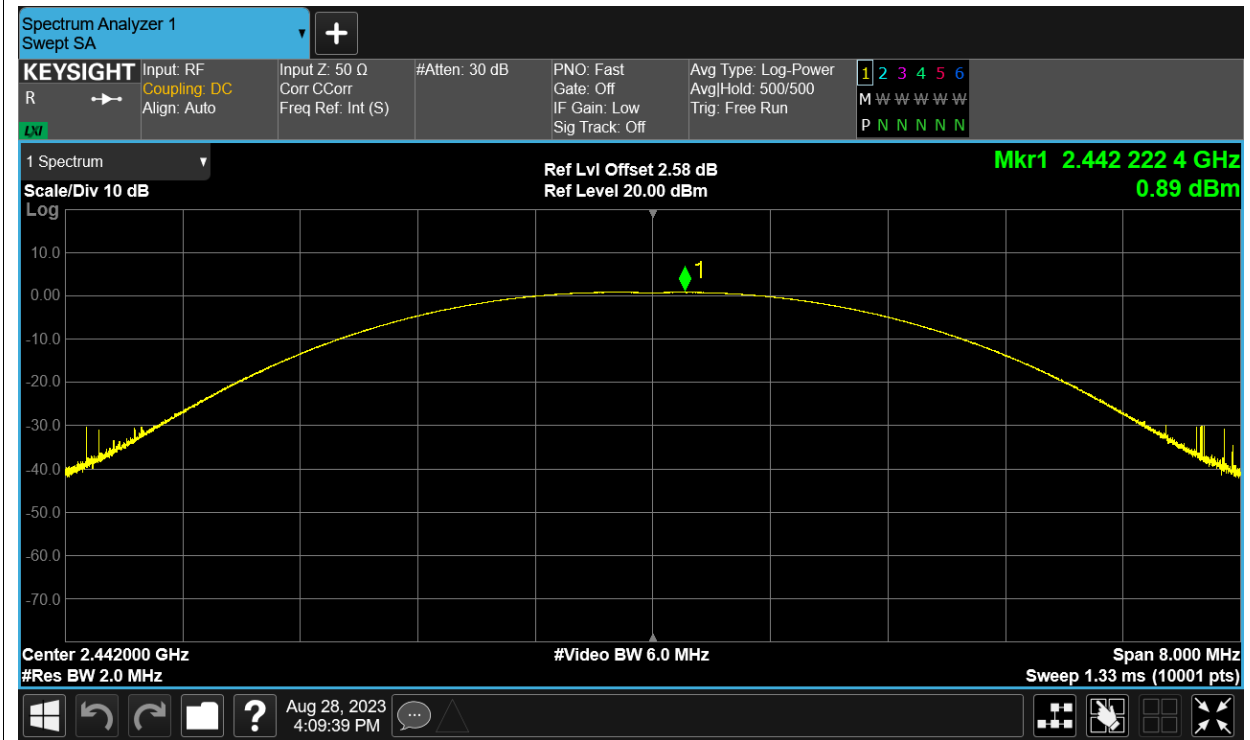 Spectrum Analyzer 1
Swept SA
KEYSIGHT
R
LXI
Input: RF
Coupling: DC
Align: Auto
Input Z: 50 Ω
Corr CCorr
Freq Ref: Int (S)
#Atten: 30 dB
PNO: Fast
Gate: Off
IF Gain: Low
Sig Track: Off
Avg Type: Log-Power
Avg|Hold: 500/500
Trig: Free Run
1 2 3 4 5 6
M W W W W W
P N N N N N
1 Spectrum
Scale/Div 10 dB
Log
Ref Lvl Offset 2.58 dB
Ref Level 20.00 dBm
Mkr1 2.442 222 4 GHz
0.89 dBm
1
10.0
0.00
-10.0
-20.0
-30.0
-40.0
-50.0
-60.0
-70.0
Center 2.442000 GHz
#Res BW 2.0 MHz
#Video BW 6.0 MHz
Span 8.000 MHz
Sweep 1.33 ms (10001 pts)
?
Aug 28, 2023
4:09:39 PM